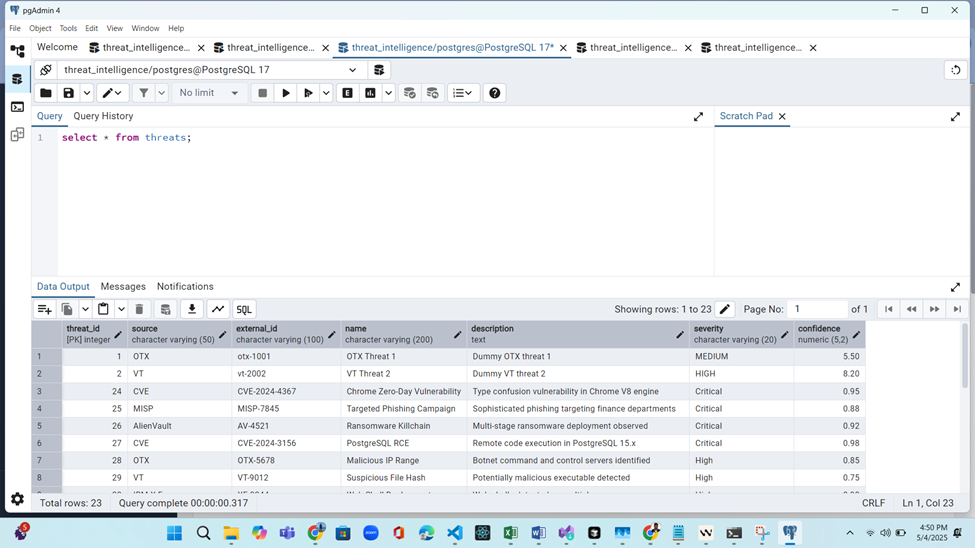 pgAdmin 4
File Object Tools Edit View Window Help
Welcome threat_intelligence... threat_intelligence... threat_intelligence/postgres@PostgreSQL 17* threat_intelligence... threat_intelligence...
threat_intelligence/postgres@PostgreSQL 17
No limit
Query Query History Scratch Pad
1 select * from threats;
Data Output Messages Notifications
SQL Showing rows: 1 to 23 Page No: 1 of 1
threat_id source external_id name description severity confidence
[PK] integer character varying (50) character varying (100) character varying (200) text character varying (20) numeric (5,2)
1 1 OTX otx-1001 OTX Threat 1 Dummy OTX threat 1 MEDIUM 5.50
2 2 VT vt-2002 VT Threat 2 Dummy VT threat 2 HIGH 8.20
3 24 CVE CVE-2024-4367 Chrome Zero-Day Vulnerability Type confusion vulnerability in Chrome V8 engine Critical 0.95
4 25 MISP MISP-7845 Targeted Phishing Campaign Sophisticated phishing targeting finance departments Critical 0.88
5 26 AlienVault AV-4521 Ransomware Killchain Multi-stage ransomware deployment observed Critical 0.92
6 27 CVE CVE-2024-3156 PostgreSQL RCE Remote code execution in PostgreSQL 15.x Critical 0.98
7 28 OTX OTX-5678 Malicious IP Range Botnet command and control servers identified High 0.85
8 29 VT VT-9012 Suspicious File Hash Potentially malicious executable detected High 0.75
Total rows: 23 Query complete 00:00:00.317 CRLF Ln 1, Col 23
4:50 PM
5/4/2025